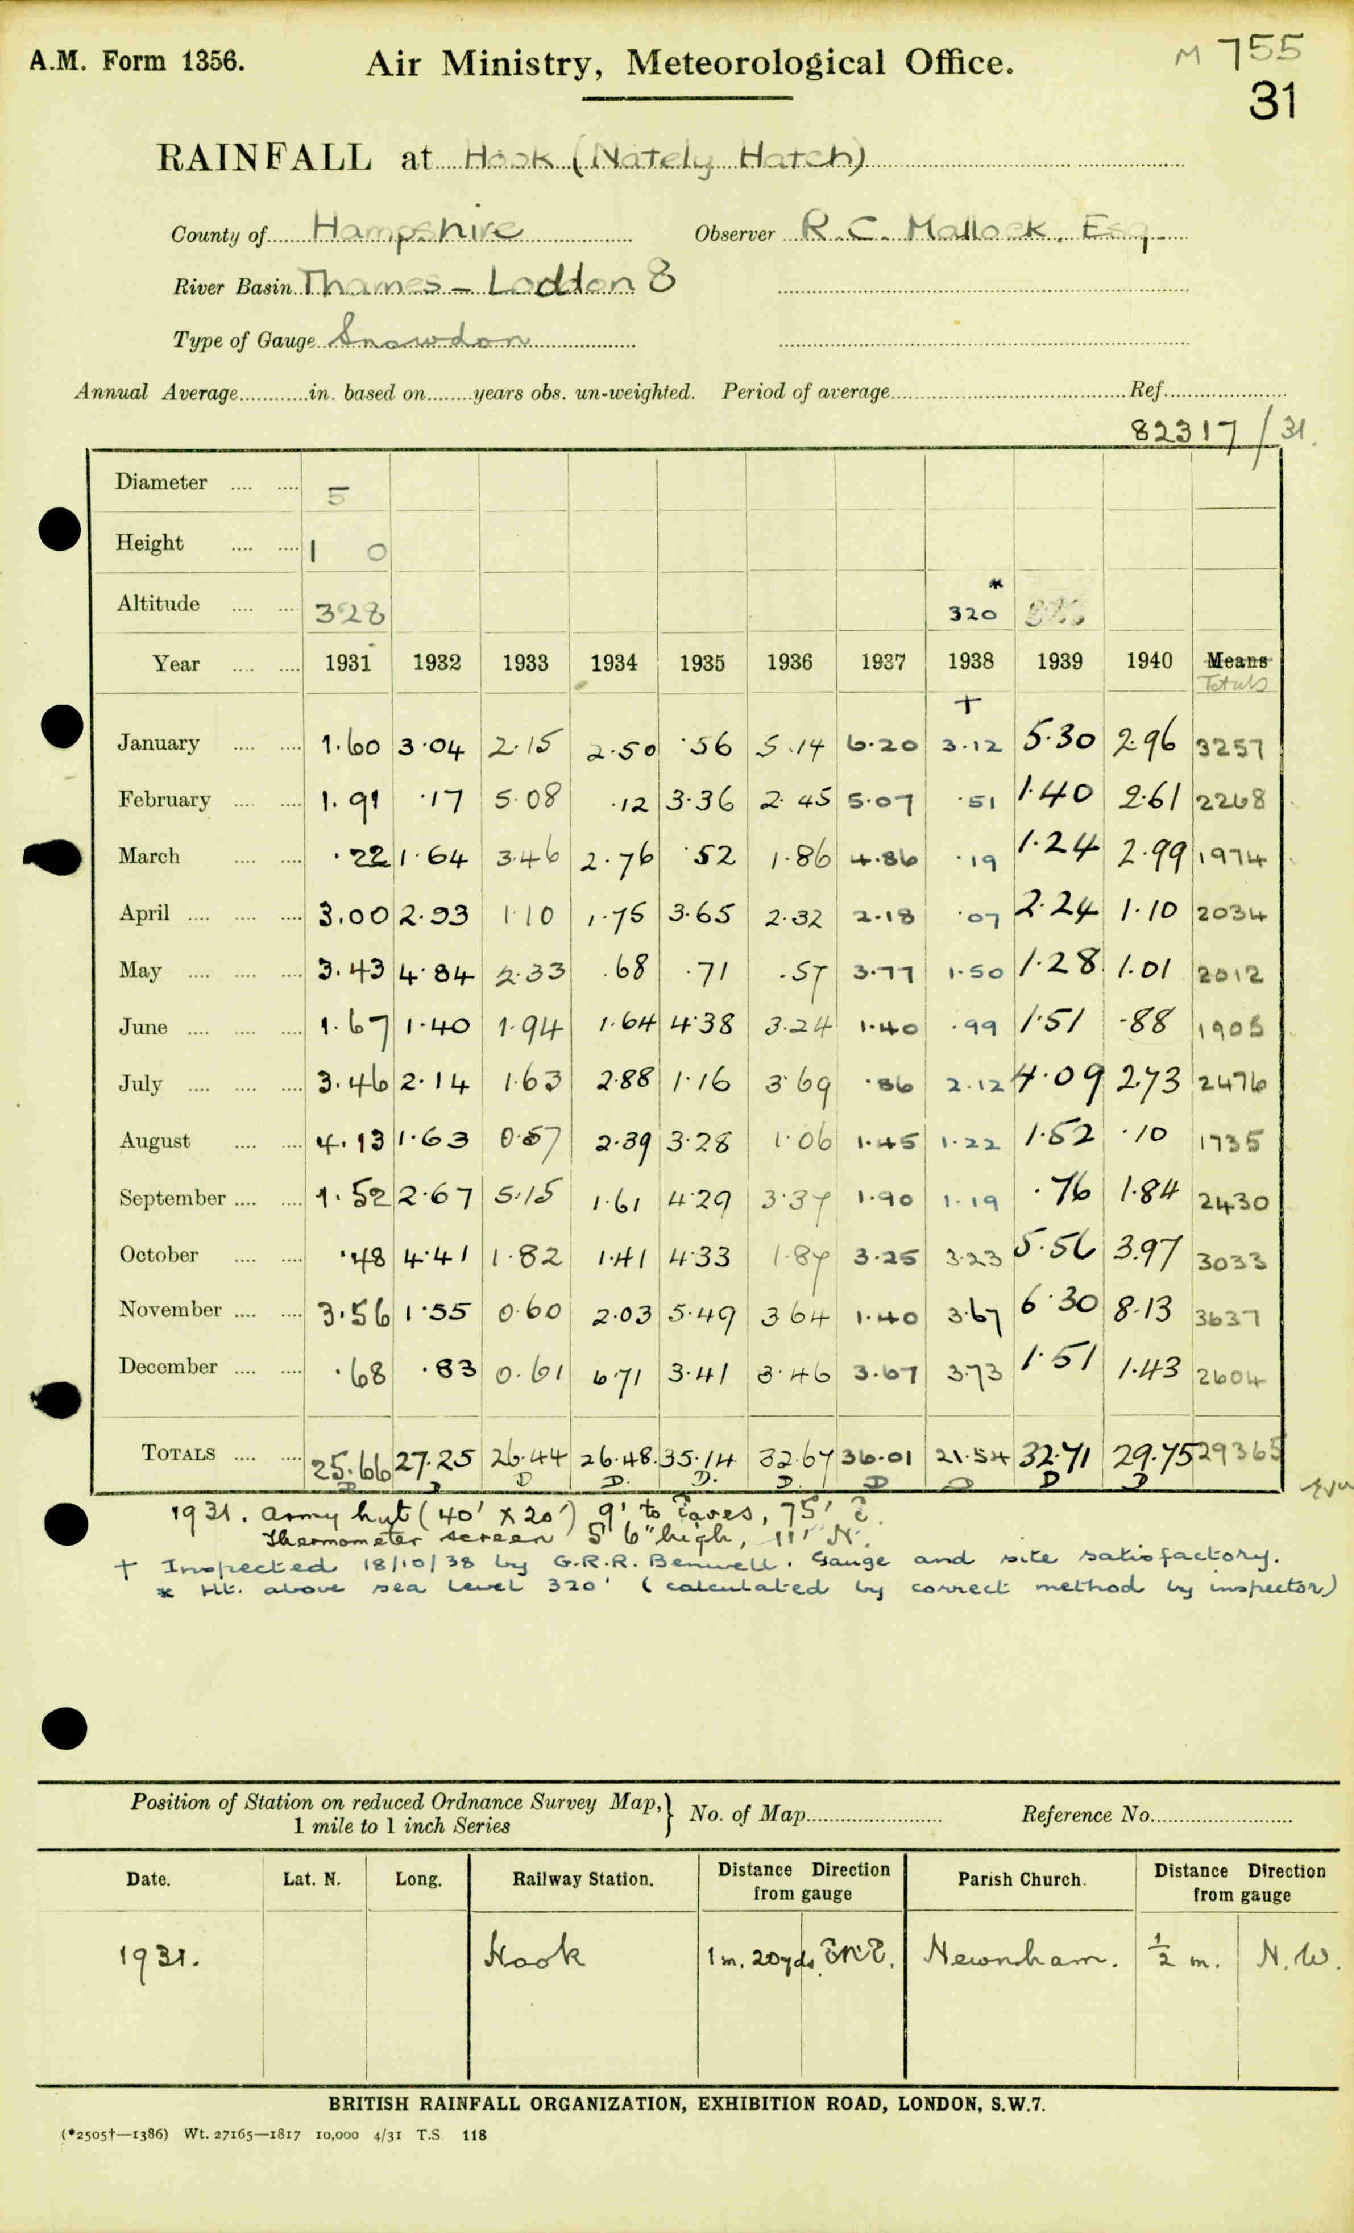 A.M. Form 1356. Air Ministry, Meteorological Office. M 755
31
RAINFALL at Hook (Nately Hatch)
County of Hampshire Observer R.C. Mallock, Esq.
River Basin Thames - Loddon 8
Type of Gauge Snowdon
Annual Average............in. based on........years obs. un-weighted. Period of average........................Ref..............
82317/31.
Diameter .... .... 5
Height .... .... 1 0
*
Altitude .... .... 328 320
Year .... .... 1931 1932 1933 1934 1935 1936 1937 1938 1939 1940 Means
Totals
+
January .... .... 1.60 3.04 2.15 2.50 .56 5.14 6.20 3.12 5.30 2.96 3257
February .... .... 1.91 .17 5.08 .12 3.36 2.45 5.07 .51 1.40 2.61 2268
March .... .... .22 1.64 3.46 2.76 .52 1.86 4.86 .19 1.24 2.99 1974
April .... .... .... 3.00 2.93 1.10 1.75 3.65 2.32 2.18 .07 2.24 1.10 2034
May .... .... .... 3.43 4.84 2.33 .68 .71 .57 3.77 1.50 1.28 1.01 2012
June .... .... .... 1.67 1.40 1.94 1.64 4.38 3.24 1.40 .99 1.51 .88 1905
July .... .... .... 3.46 2.14 1.63 2.88 1.16 3.69 .86 2.12 4.09 2.73 2476
August .... .... 4.13 1.63 0.57 2.39 3.28 1.06 1.45 1.22 1.52 .10 1735
September .... .... 1.52 2.67 5.15 1.61 4.29 3.37 1.90 1.19 .76 1.84 2430
October .... .... .48 4.41 1.82 1.41 4.33 1.87 3.25 3.23 5.56 3.97 3033
November .... .... 3.56 1.55 0.60 2.03 5.49 3.64 1.40 3.67 6.30 8.13 3637
December .... .... .68 .83 0.61 6.71 3.41 3.46 3.67 3.73 1.51 1.43 2604
TOTALS .... .... 25.66 27.25 26.44 26.48 35.14 32.67 36.01 21.54 32.71 29.75 29365
D D D D D. D. D D D D
1931. Army hut (40' x 20') 9' to Eaves, 75' E.
Thermometer screen 5' 6" high, 11' N.
+ Inspected 18/10/38 by G.R.R. Benwell. Gauge and site satisfactory.
* Ht. above sea level 320' (calculated by correct method by inspector)
Position of Station on reduced Ordnance Survey Map, } No. of Map........................ Reference No.........................
1 mile to 1 inch Series
Date. Lat. N. Long. Railway Station. Distance Direction from gauge Parish Church. Distance Direction from gauge
1931. Hook 1 m. 20 yds. ENE. Newnham. ½ m. N.W.
BRITISH RAINFALL ORGANIZATION, EXHIBITION ROAD, LONDON, S.W.7.
(*2505†—1386) Wt. 27165—1817 10,000 4/31 T.S. 118